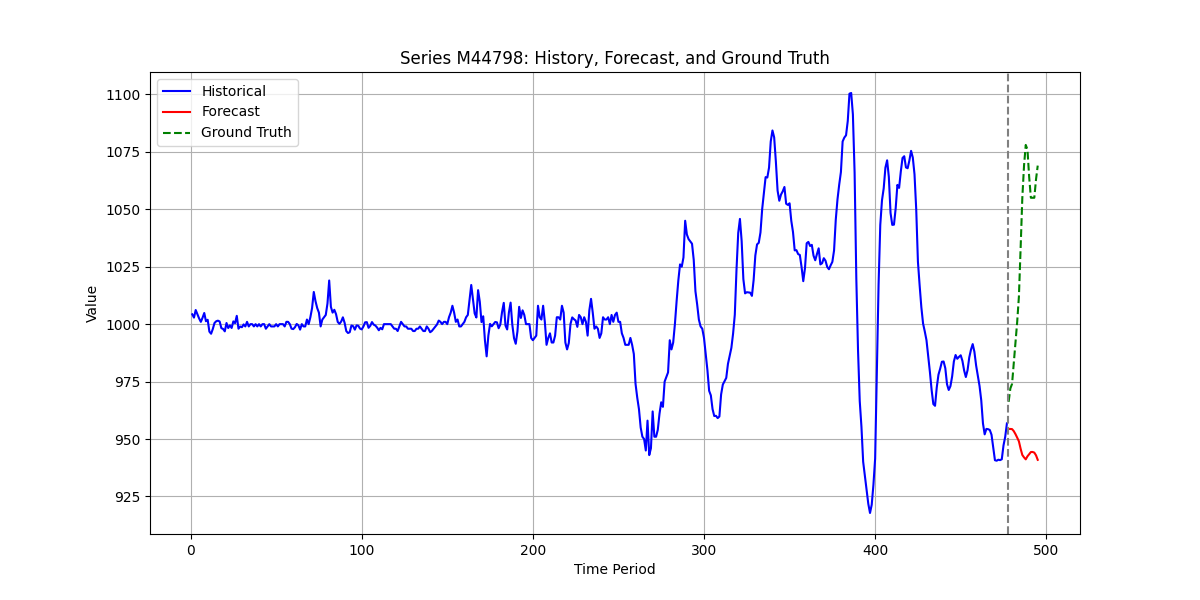 Series M44798: History, Forecast, and Ground Truth
Historical
Forecast
Ground Truth
1100
1075
1050
1025
1000
975
950
925
Value
0
100
200
300
400
500
Time Period